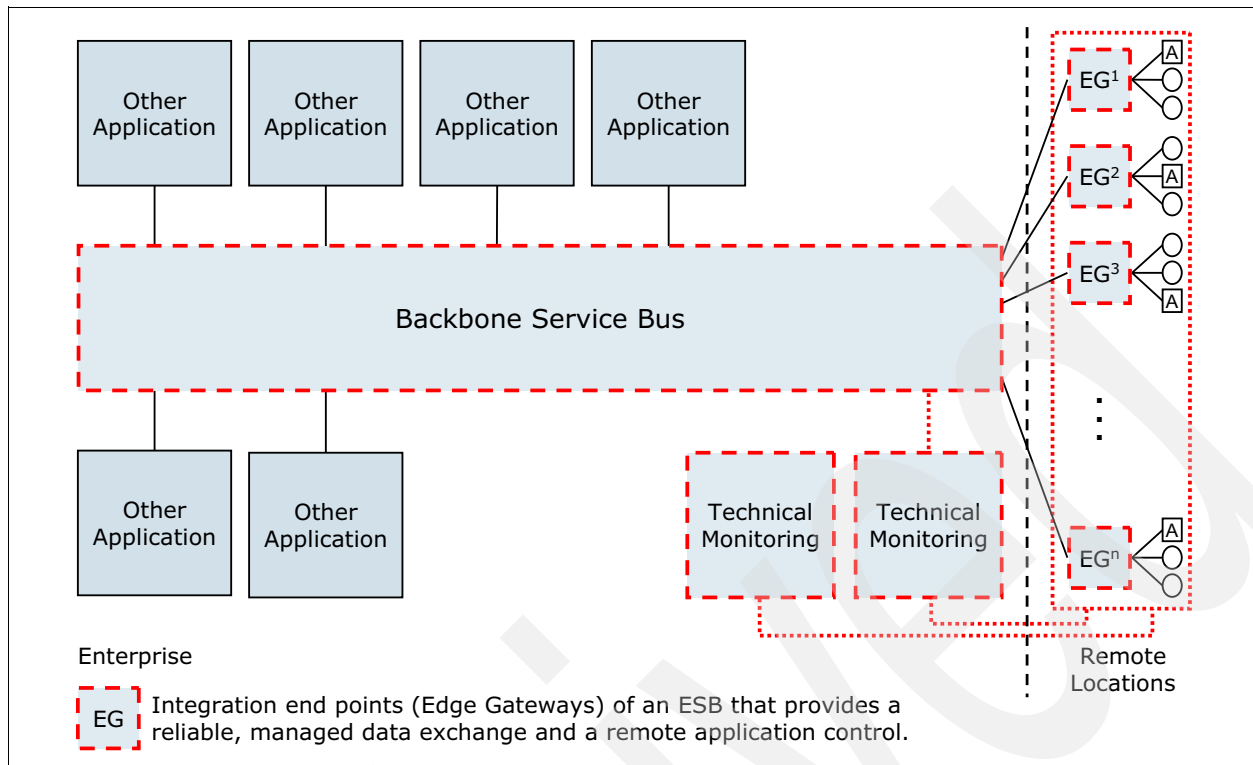 Other
Application
Other
Application
Other
Application
Other
Application
EG¹
A
EG²
A
EG³
A
Backbone Service Bus
Other
Application
Other
Application
Technical
Monitoring
Technical
Monitoring
EGⁿ
A
Enterprise
Remote
Locations
EG
Integration end points (Edge Gateways) of an ESB that provides a
reliable, managed data exchange and a remote application control.